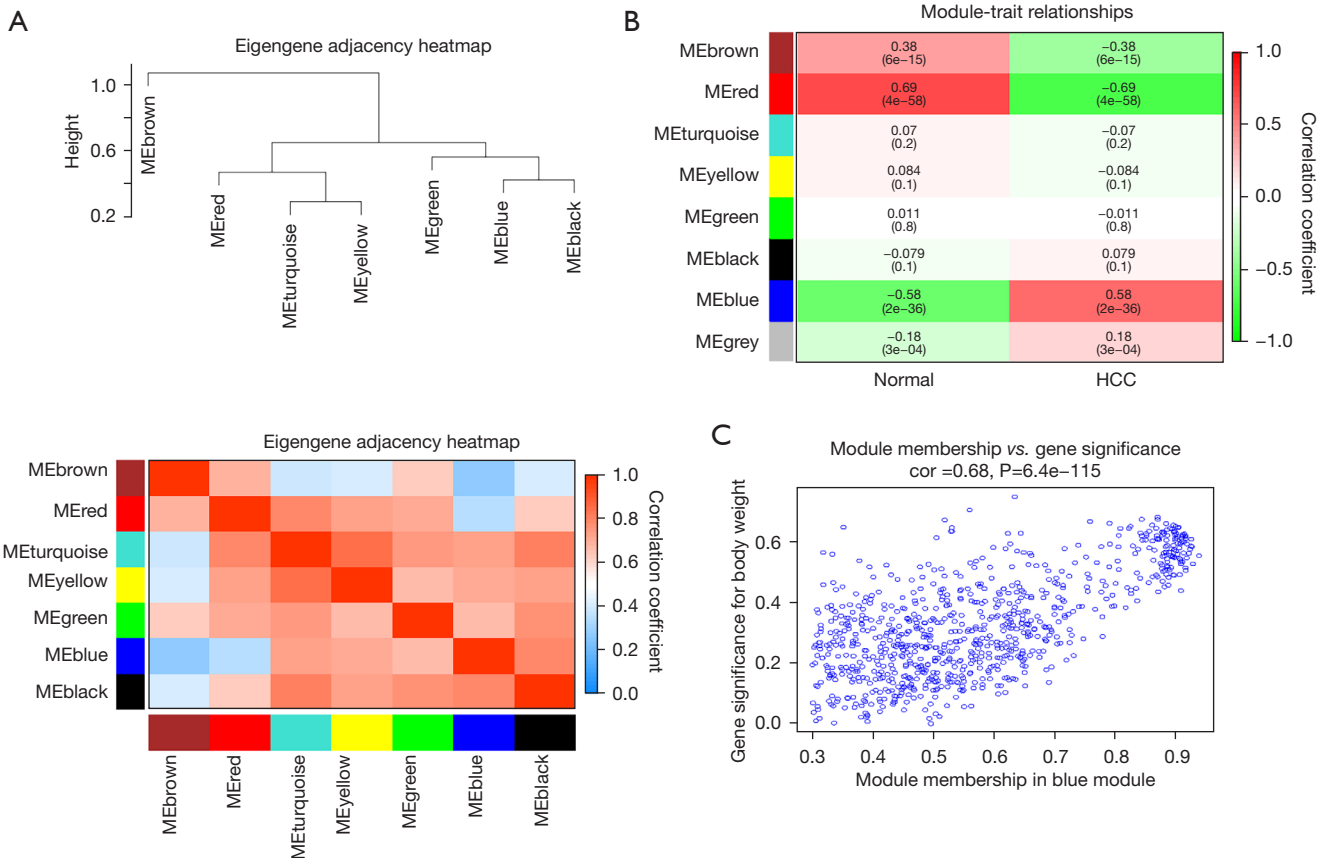 A
Eigengene adjacency heatmap
Height
1.0
0.6
0.2
MEbrown
MEred
MEturquoise
MEyellow
MEgreen
MEblue
MEblack
Eigengene adjacency heatmap
MEbrown
MEred
MEturquoise
MEyellow
MEgreen
MEblue
MEblack
MEbrown
MEred
MEturquoise
MEyellow
MEgreen
MEblue
MEblack
1.0
0.8
0.6
0.4
0.2
0.0
Correlation coefficient
B
Module-trait relationships
MEbrown
0.38
(6e−15)
−0.38
(6e−15)
MEred
0.69
(4e−58)
−0.69
(4e−58)
MEturquoise
0.07
(0.2)
−0.07
(0.2)
MEyellow
0.084
(0.1)
−0.084
(0.1)
MEgreen
0.011
(0.8)
−0.011
(0.8)
MEblack
−0.079
(0.1)
0.079
(0.1)
MEblue
−0.58
(2e−36)
0.58
(2e−36)
MEgrey
−0.18
(3e−04)
0.18
(3e−04)
Normal
HCC
1.0
0.5
0.0
−0.5
−1.0
Correlation coefficient
C
Module membership vs. gene significance
cor =0.68, P=6.4e−115
Gene significance for body weight
0.6
0.4
0.2
0.0
0.3 0.4 0.5 0.6 0.7 0.8 0.9
Module membership in blue module